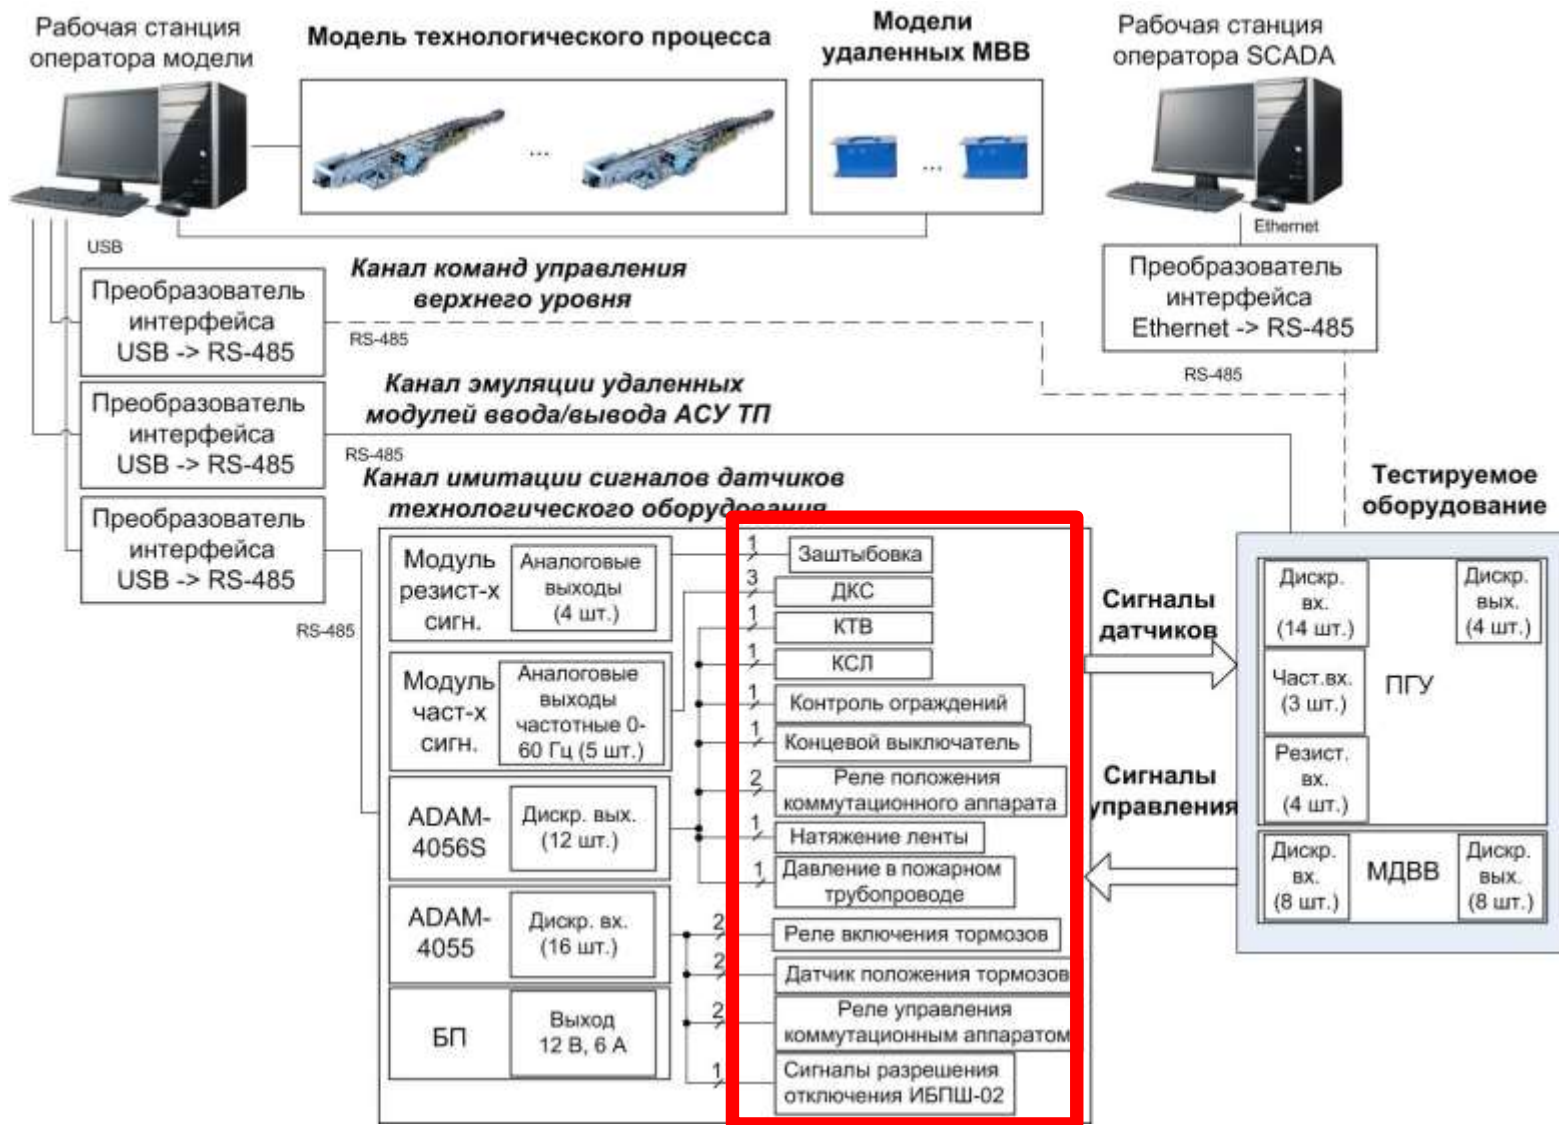 Рабочая станция
оператора модели
Модель технологического процесса
Модели
удаленных МВВ
Рабочая станция
оператора SCADA
...
...
USB
Ethernet
Преобразователь
интерфейса
USB -> RS-485
Канал команд управления
верхнего уровня
RS-485
Преобразователь
интерфейса
Ethernet -> RS-485
RS-485
Преобразователь
интерфейса
USB -> RS-485
Канал эмуляции удаленных
модулей ввода/вывода АСУ ТП
RS-485
Преобразователь
интерфейса
USB -> RS-485
RS-485
Канал имитации сигналов датчиков
технологического оборудования
Модуль
резист-х
сигн.
Аналоговые
выходы
(4 шт.)
Модуль
част-х
сигн.
Аналоговые
выходы
частотные 0-
60 Гц (5 шт.)
ADAM-
4056S
Дискр. вых.
(12 шт.)
ADAM-
4055
Дискр. вх.
(16 шт.)
БП
Выход
12 В, 6 А
1
Заштыбовка
3
ДКС
1
КТВ
1
КСЛ
1
Контроль ограждений
1
Концевой выключатель
2
Реле положения
коммутационного аппарата
1
Натяжение ленты
1
Давление в пожарном
трубопроводе
2
Реле включения тормозов
2
Датчик положения тормозов
2
Реле управления
коммутационным аппаратом
1
Сигналы разрешения
отключения ИБПШ-02
Сигналы
датчиков
Сигналы
управления
Тестируемое
оборудование
Дискр.
вх.
(14 шт.)
Дискр.
вых.
(4 шт.)
Част.вх.
(3 шт.)
ПГУ
Резист.
вх.
(4 шт.)
Дискр.
вх.
(8 шт.)
МДВВ
Дискр.
вых.
(8 шт.)